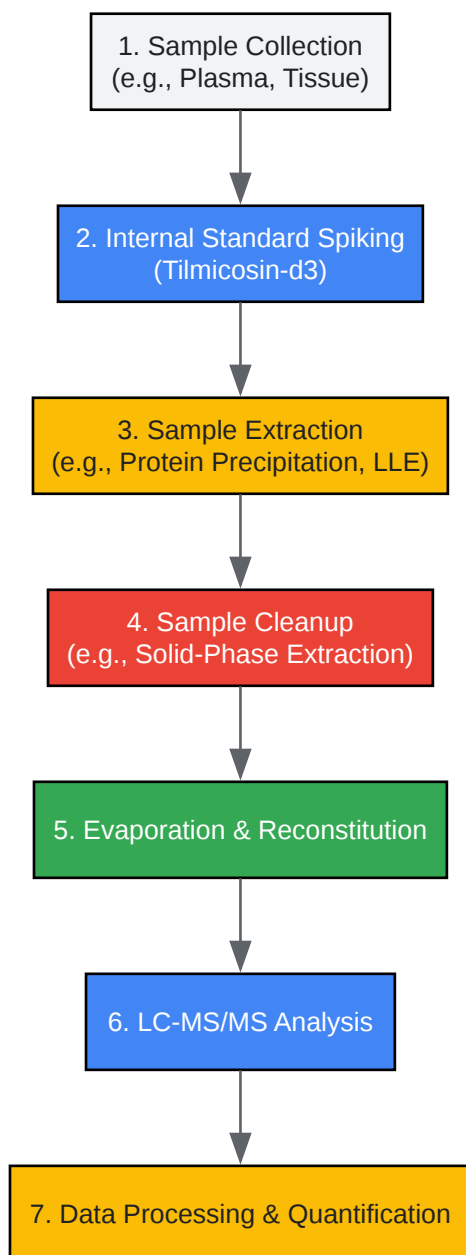 1. Sample Collection
(e.g., Plasma, Tissue)
2. Internal Standard Spiking
(Tilmicosin-d3)
3. Sample Extraction
(e.g., Protein Precipitation, LLE)
4. Sample Cleanup
(e.g., Solid-Phase Extraction)
5. Evaporation & Reconstitution
6. LC-MS/MS Analysis
7. Data Processing & Quantification